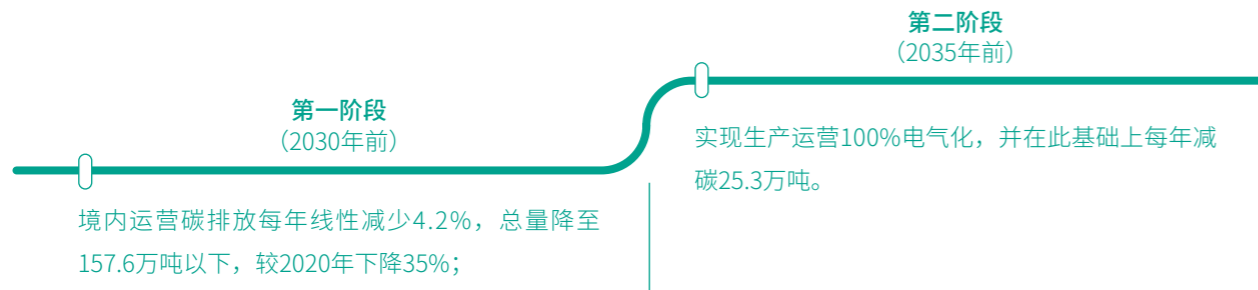 第一阶段
（2030年前）
境内运营碳排放每年线性减少4.2%，总量降至
157.6万吨以下，较2020年下降35%；
第二阶段
（2035年前）
实现生产运营100%电气化，并在此基础上每年减
碳25.3万吨。